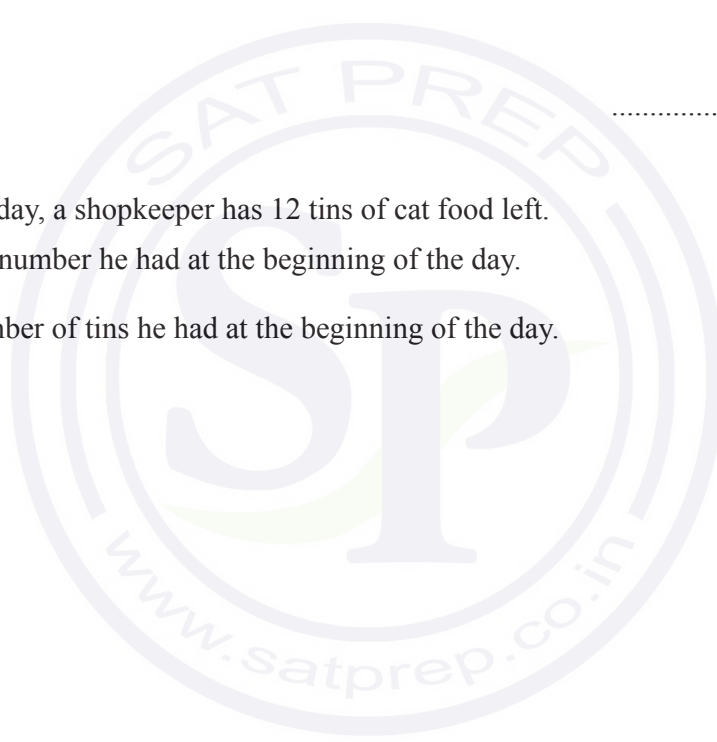 SAT PREP
..............
day, a shopkeeper has 12 tins of cat food left.
number he had at the beginning of the day.
ber of tins he had at the beginning of the day.
SP
www.satprep.co.in